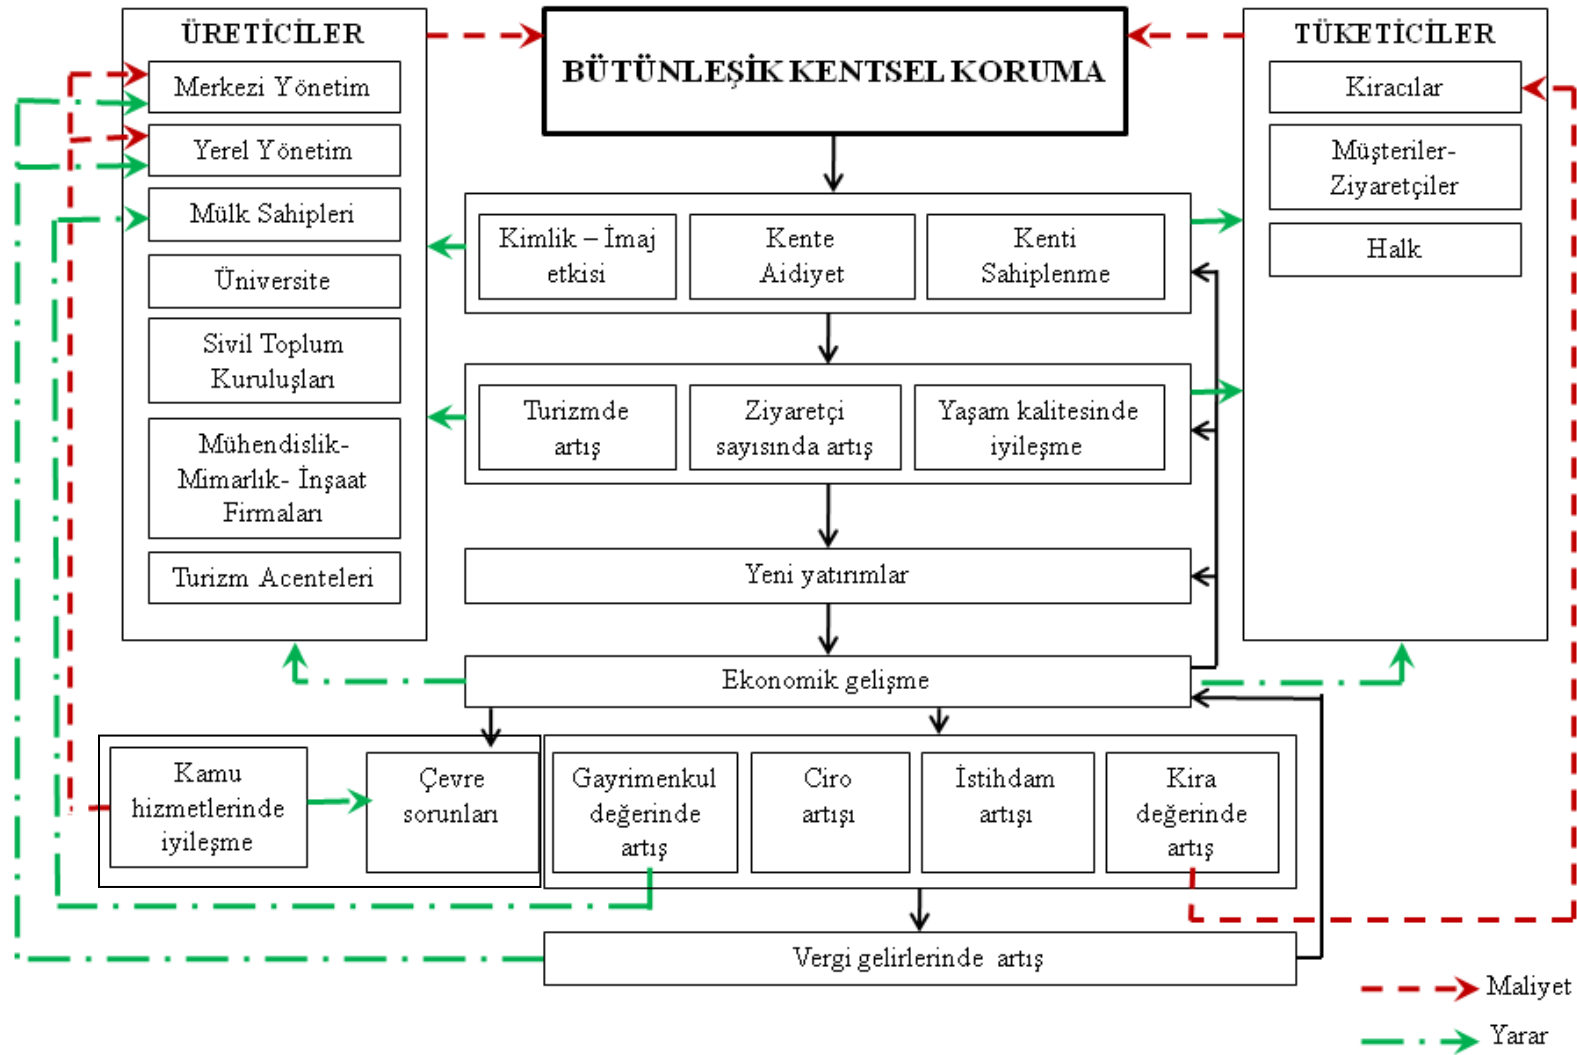 ÜRETİCİLER
Merkezi Yönetim
Yerel Yönetim
Mülk Sahipleri
Üniversite
Sivil Toplum
Kuruluşları
Mühendislik-
Mimarlık- İnşaat
Firmaları
Turizm Acenteleri
BÜTÜNLEŞİK KENTSEL KORUMA
Kimlik – İmaj
etkisi
Kente
Aidiyet
Kenti
Sahiplenme
Turizmde
artış
Ziyaretçi
sayısında artış
Yaşam kalitesinde
iyileşme
Yeni yatırımlar
Ekonomik gelişme
TÜKETİCİLER
Kiracılar
Müşteriler-
Ziyaretçiler
Halk
Kamu
hizmetlerinde
iyileşme
Çevre
sorunları
Gayrimenkul
değerinde
artış
Ciro
artışı
İstihdam
artışı
Kira
değerinde
artış
Vergi gelirlerinde artış
Maliyet
Yarar